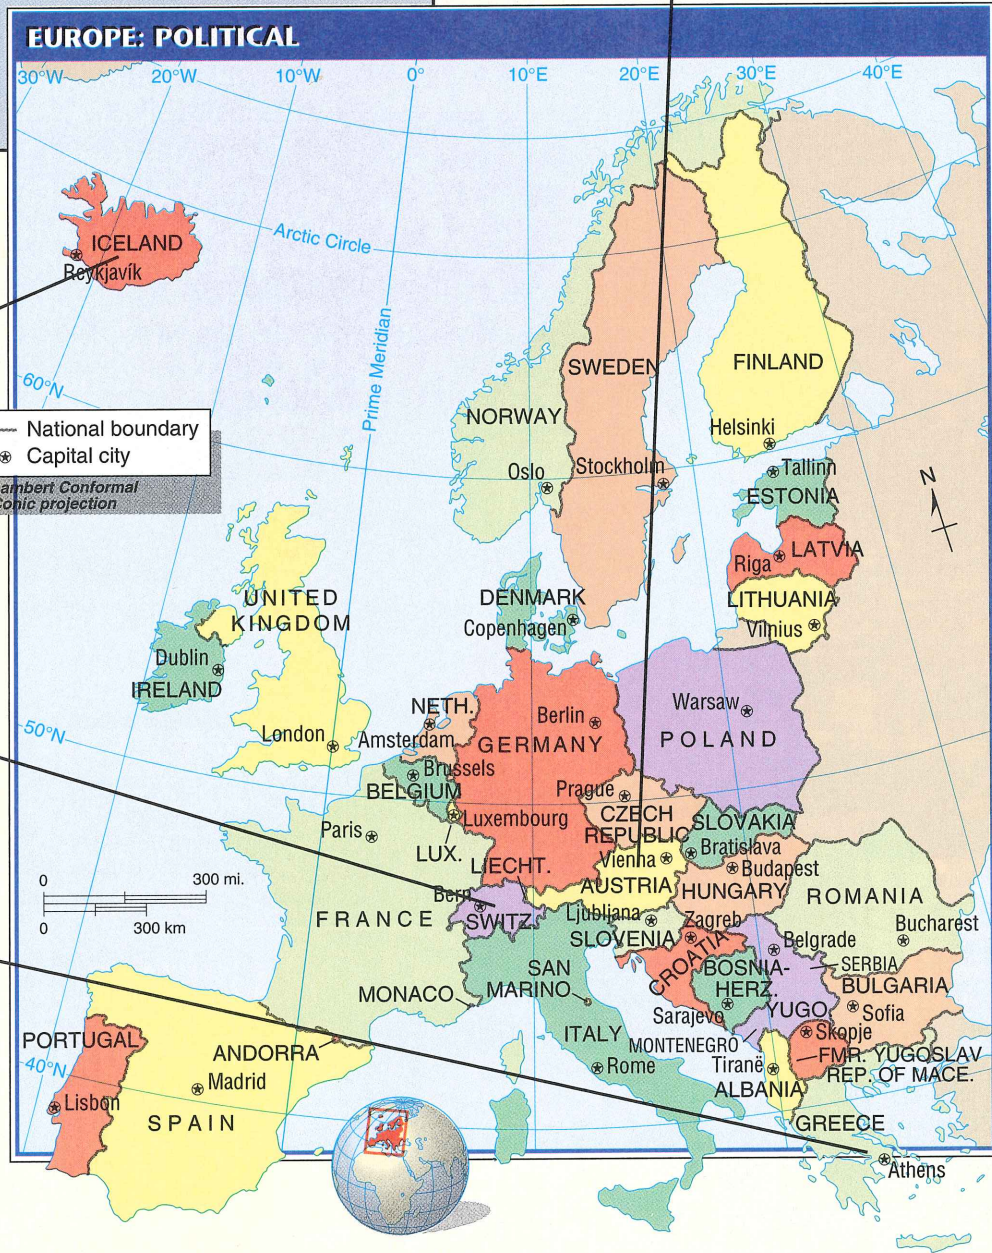 EUROPE: POLITICAL
30°W
20°W
10°W
0°
10°E
20°E
30°E
40°E
ICELAND
Reykjavík
Arctic Circle
Prime Meridian
60°N
National boundary
Capital city
Lambert Conformal
Conic projection
SWEDEN
FINLAND
NORWAY
Helsinki
Oslo
Stockholm
Tallinn
ESTONIA
N
LATVIA
Riga
LITHUANIA
Vilnius
DENMARK
Copenhagen
UNITED
KINGDOM
Dublin
IRELAND
London
50°N
NETH.
Amsterdam
Berlin
GERMANY
Warsaw
POLAND
Brussels
BELGIUM
Luxembourg
LUX.
Paris
Prague
CZECH
REPUBLIC
SLOVAKIA
Bratislava
Vienna
AUSTRIA
LIECHT.
Budapest
HUNGARY
ROMANIA
Bucharest
0 300 mi.
0 300 km
FRANCE
Bern
SWITZ.
Ljubljana
SLOVENIA
Zagreb
CROATIA
Belgrade
SERBIA
BOSNIA-
HERZ.
Sarajevo
YUGO.
BULGARIA
Sofia
SAN
MARINO
MONACO
ITALY
Rome
MONTENEGRO
Skopje
FMR. YUGOSLAV
REP. OF MACE.
Tiranë
ALBANIA
PORTUGAL
ANDORRA
40°N
Madrid
Lisbon
SPAIN
GREECE
Athens